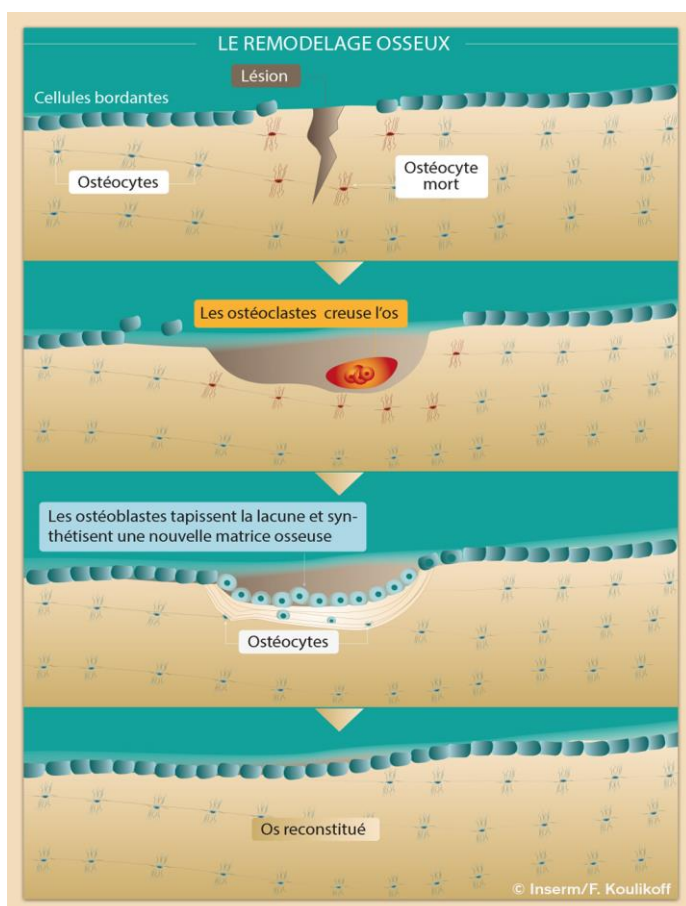 LE REMODELAGE OSSEUX
Lésion
Cellules bordantes
Ostéocytes
Ostéocyte
mort
Les ostéoclastes creuse l'os
Les ostéoblastes tapissent la lacune et syn-
thétisent une nouvelle matrice osseuse
Ostéocytes
Os reconstitué
© Inserm/F. Koulikoff